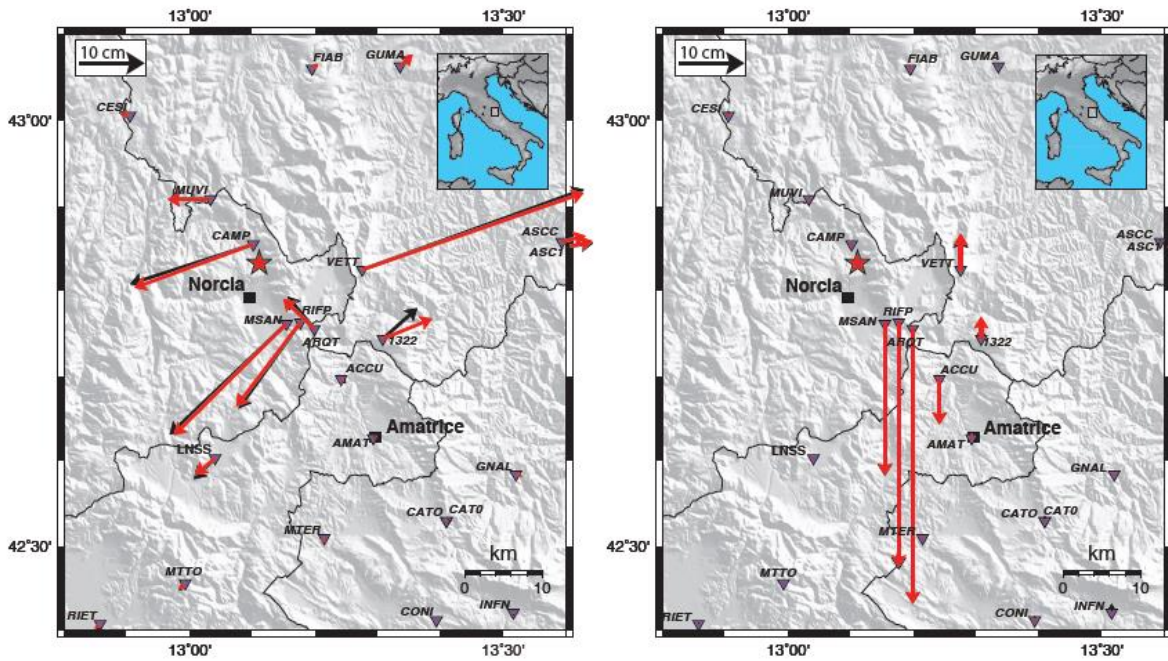 13°00' 13°30'
10 cm
FIAB
GUMA
CESI
43°00'
MUVI
CAMP
ASCC
ASC1
VETT
Norcia
MSAN
RIFP
ARQT
1322
ACCU
Amatrice
AMAT
LNSS
GNAL
CATO CAT0
MTER
42°30'
km
0 10
MTTO
CONI
INFN
RIET
13°00' 13°30'
13°00' 13°30'
10 cm
FIAB
GUMA
CESI
43°00'
MUVI
CAMP
ASCC
ASC1
VETT
Norcia
MSAN
RIFP
ARQT
1322
ACCU
Amatrice
AMAT
LNSS
GNAL
CATO CAT0
MTER
42°30'
km
0 10
MTTO
CONI
INFN
RIET
13°00' 13°30'